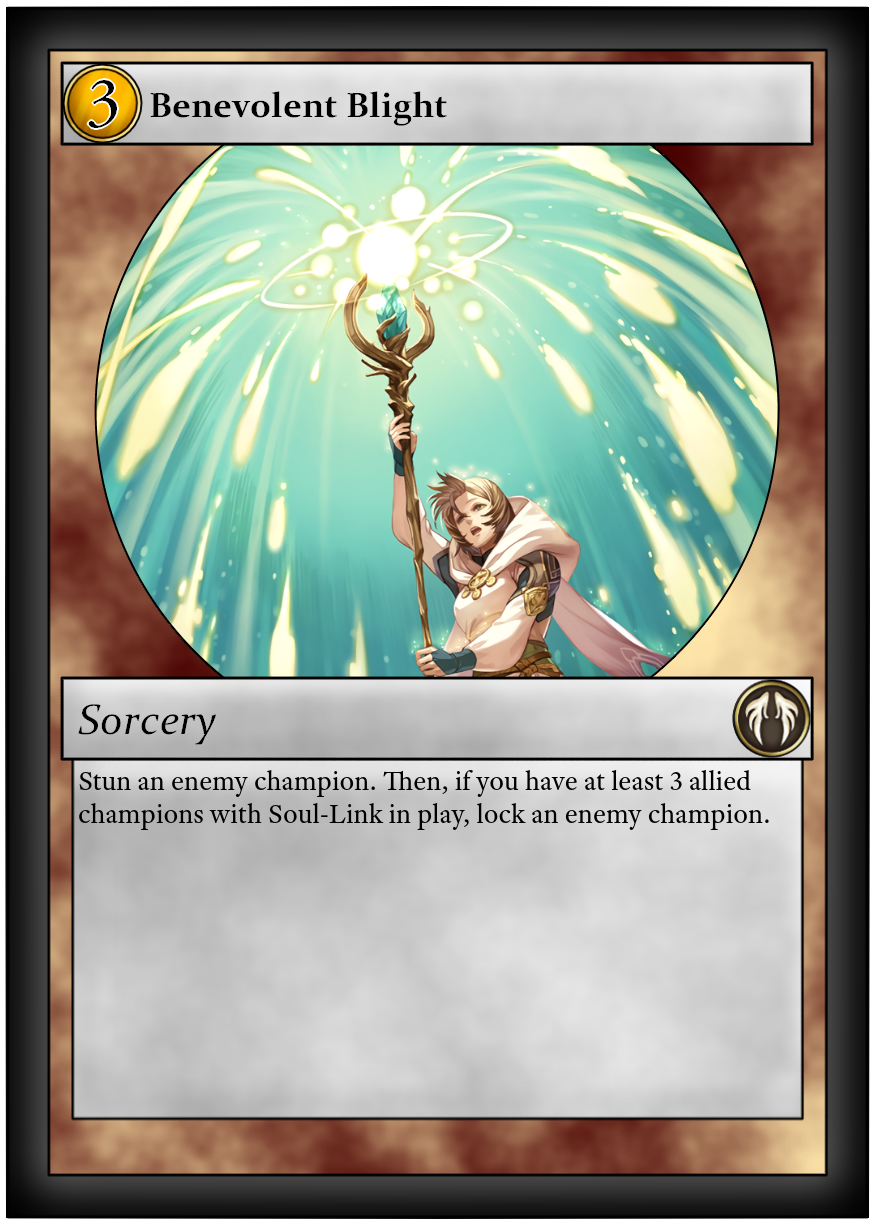 3 Benevolent Blight
Sorcery
Stun an enemy champion. Then, if you have at least 3 allied
champions with Soul-Link in play, lock an enemy champion.